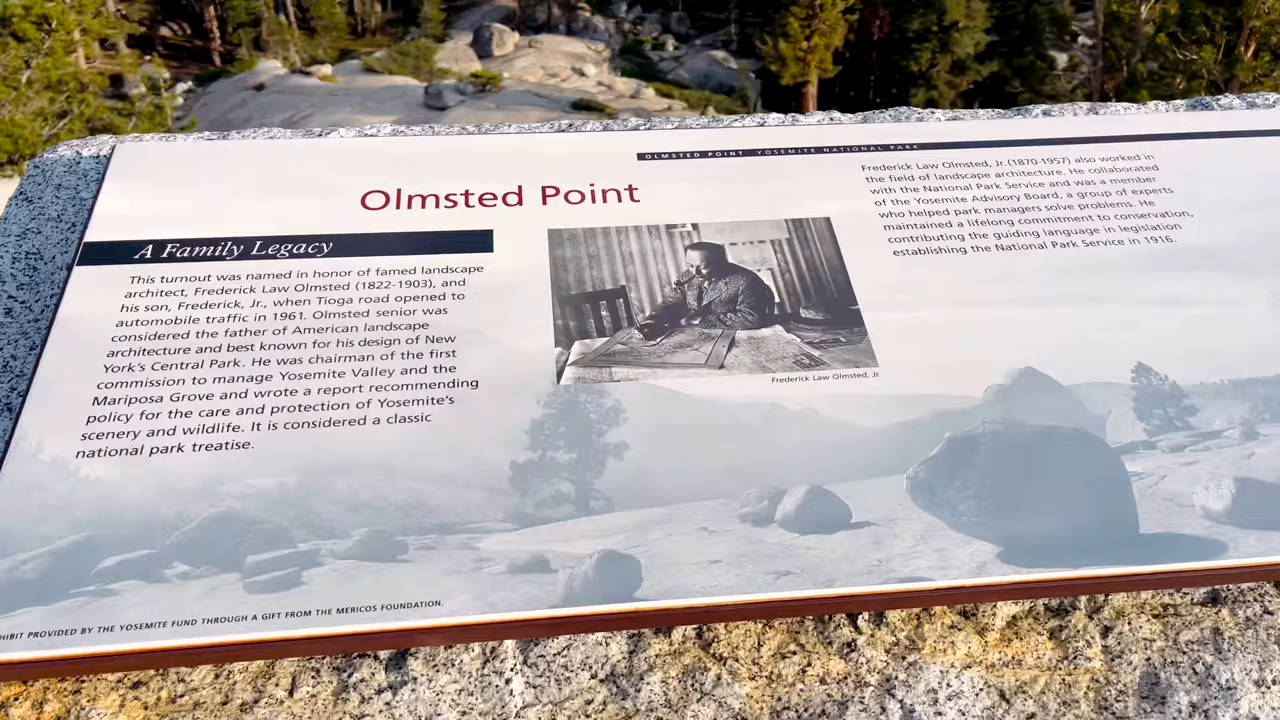 OLMSTED POINT YOSEMITE NATIONAL PARK
Olmsted Point
A Family Legacy
This turnout was named in honor of famed landscape
architect, Frederick Law Olmsted (1822-1903), and
his son, Frederick, Jr., when Tioga road opened to
automobile traffic in 1961. Olmsted senior was
considered the father of American landscape
architecture and best known for his design of New
York's Central Park. He was chairman of the first
commission to manage Yosemite Valley and the
Mariposa Grove and wrote a report recommending
policy for the care and protection of Yosemite's
scenery and wildlife. It is considered a classic
national park treatise.
Frederick Law Olmsted, Jr.
Frederick Law Olmsted, Jr.(1870-1957) also worked in
the field of landscape architecture. He collaborated
with the National Park Service and was a member
of the Yosemite Advisory Board, a group of experts
who helped park managers solve problems. He
maintained a lifelong commitment to conservation,
contributing the guiding language in legislation
establishing the National Park Service in 1916.
HIBIT PROVIDED BY THE YOSEMITE FUND THROUGH A GIFT FROM THE MERICOS FOUNDATION.